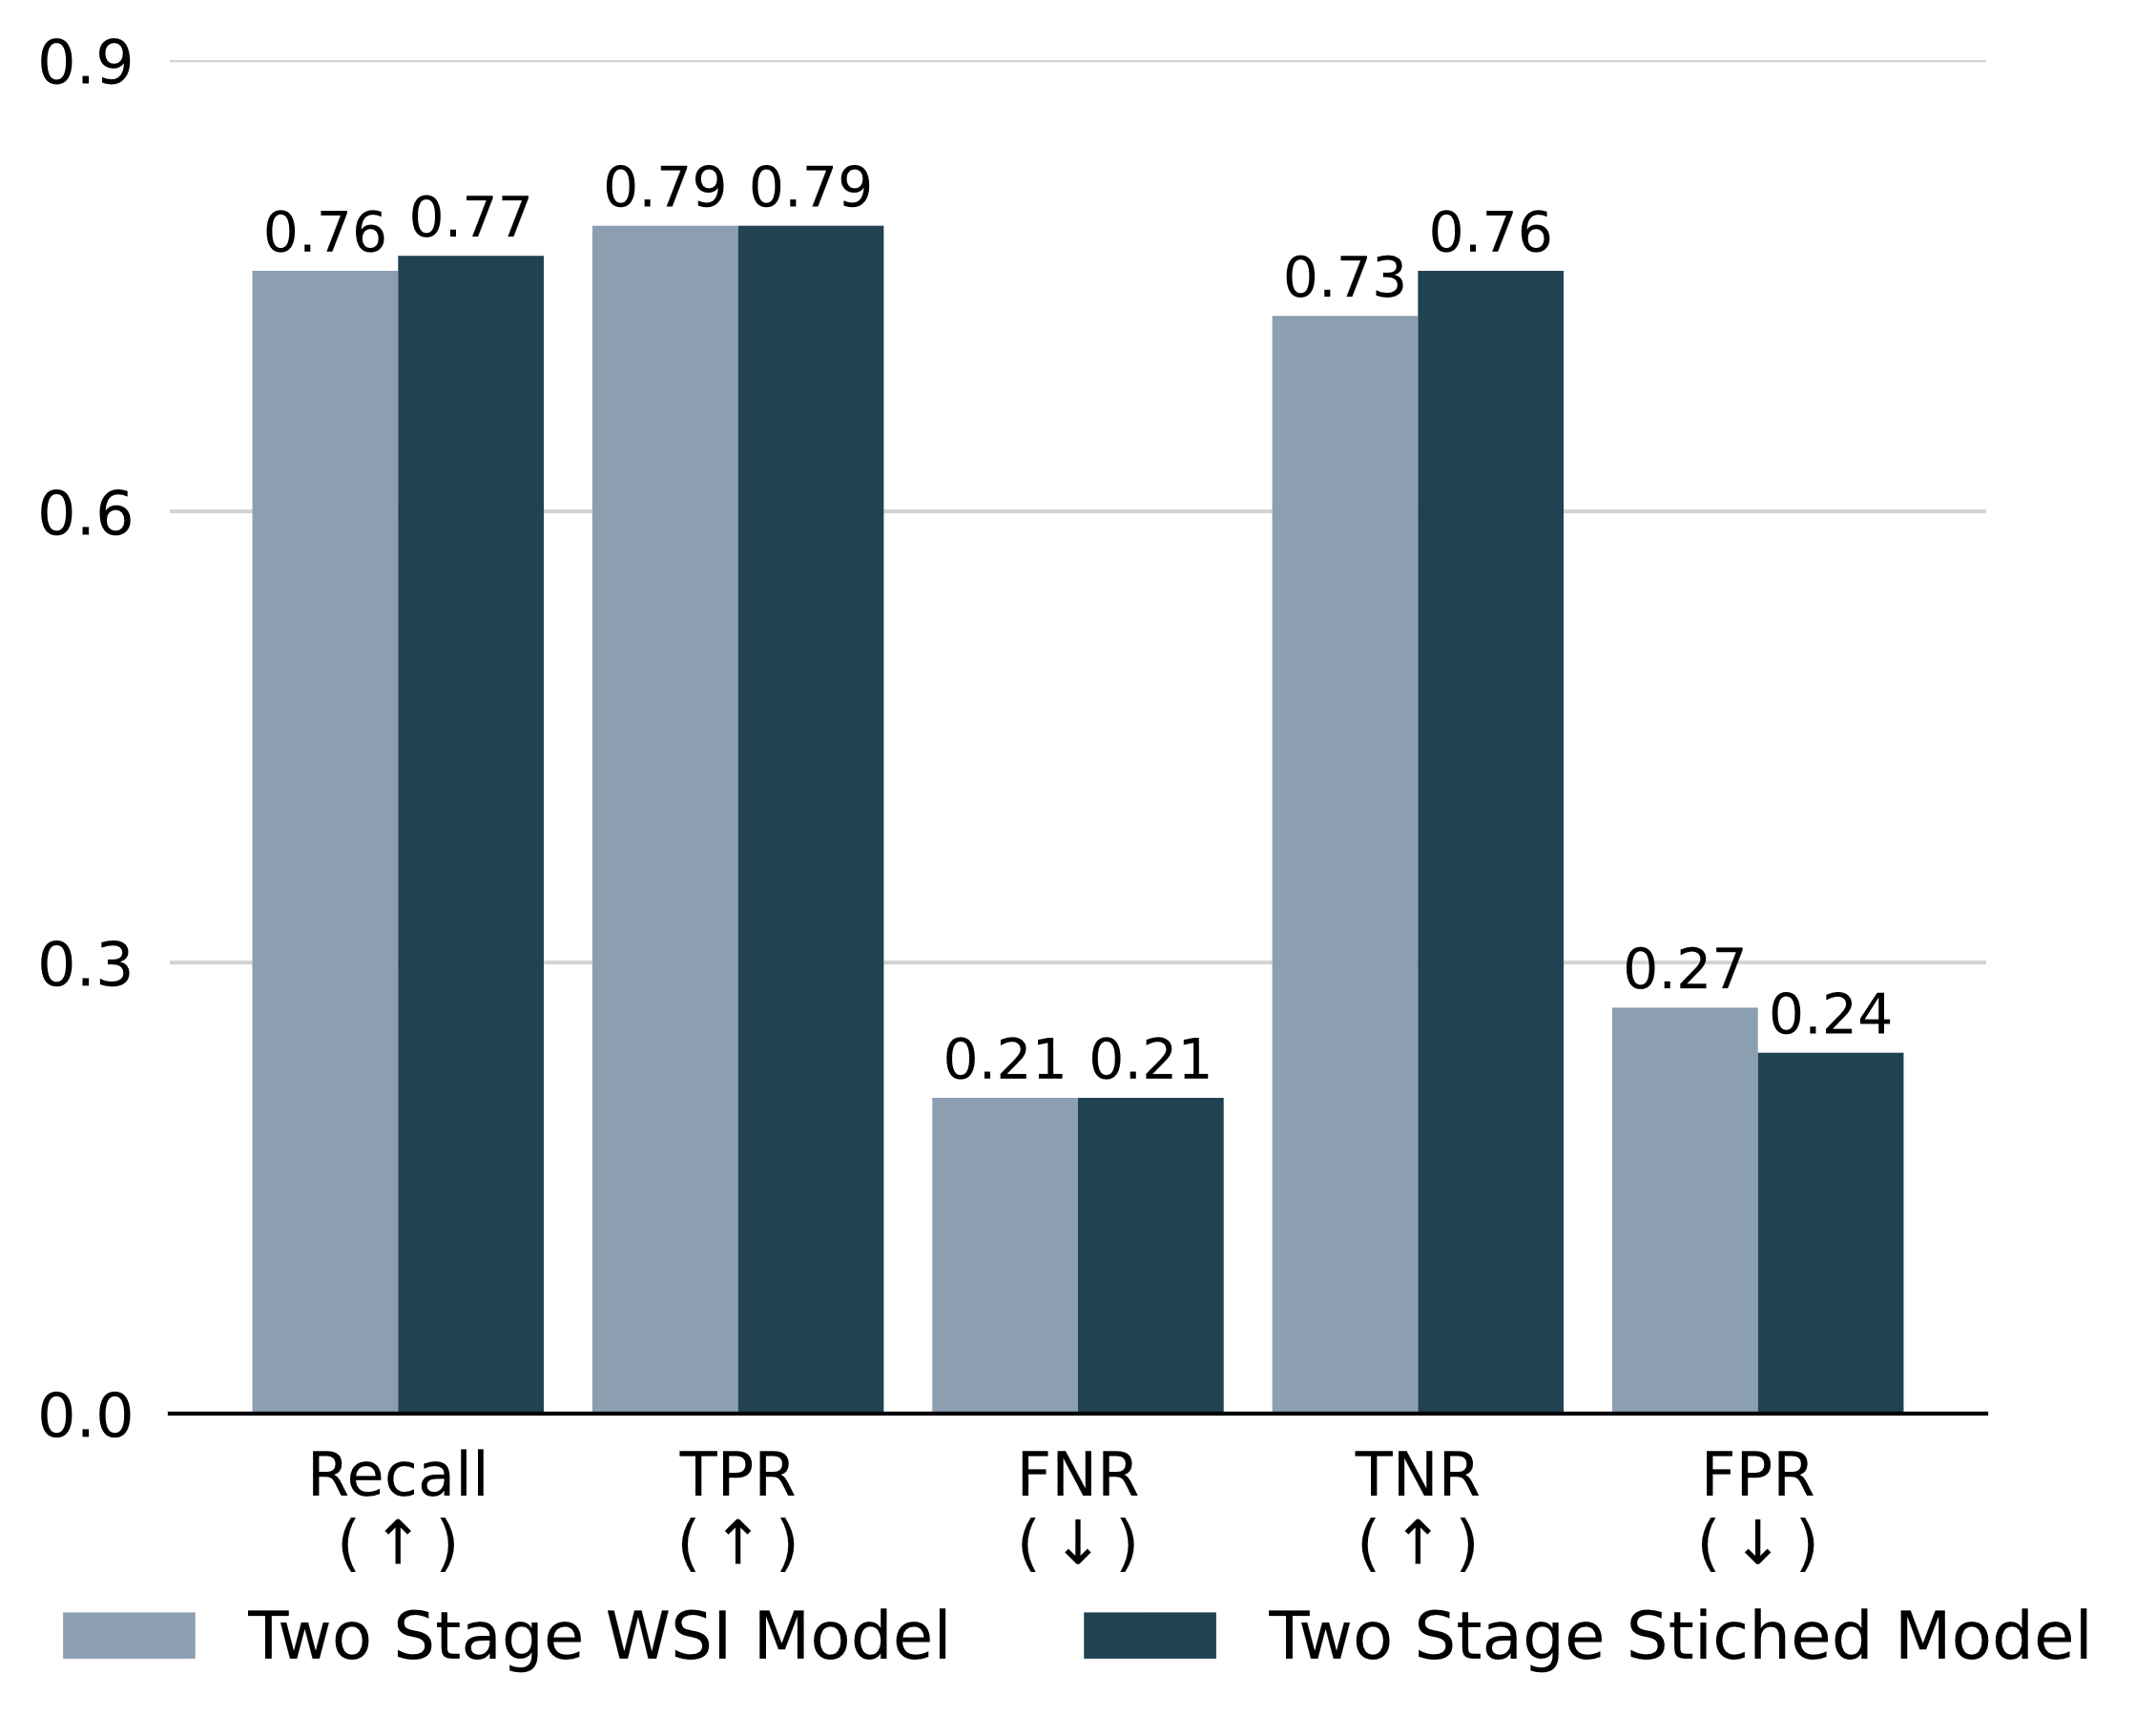 0.9
0.6
0.3
0.0
0.76 0.77
0.79 0.79
0.21 0.21
0.73 0.76
0.27 0.24
Recall
(↑)
TPR
(↑)
FNR
(↓)
TNR
(↑)
FPR
(↓)
Two Stage WSI Model
Two Stage Stiched Model